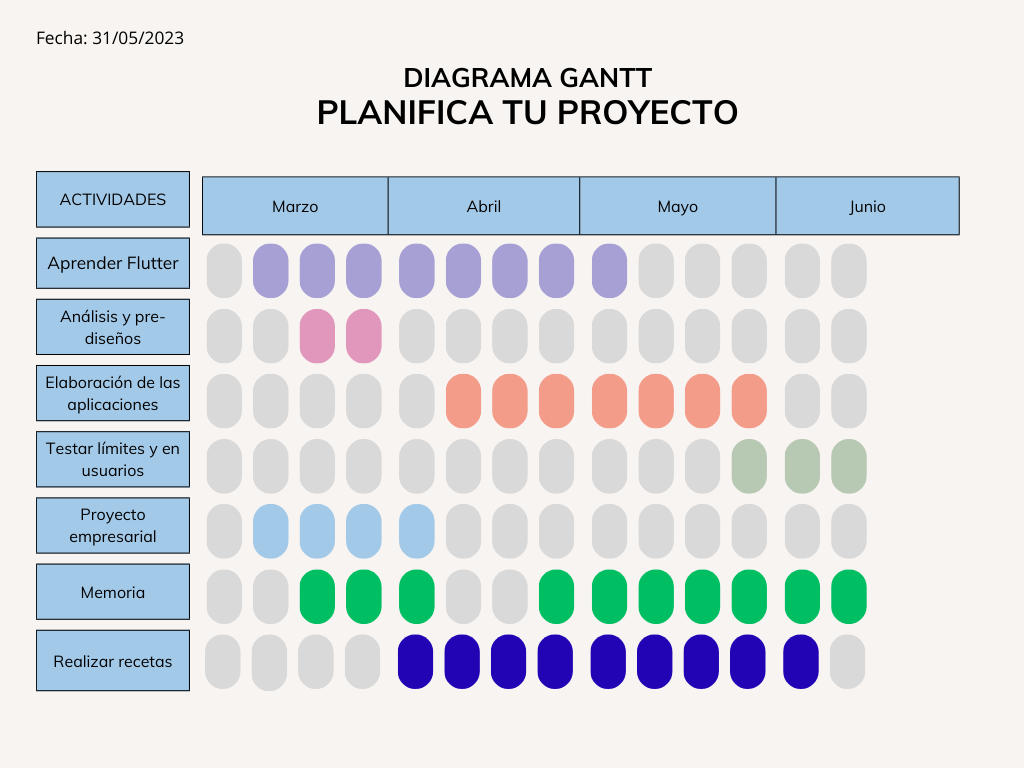 Fecha: 31/05/2023
DIAGRAMA GANTT
PLANIFICA TU PROYECTO
ACTIVIDADES
Marzo
Abril
Mayo
Junio
Aprender Flutter
Análisis y pre-
diseños
Elaboración de las
aplicaciones
Testar límites y en
usuarios
Proyecto
empresarial
Memoria
Realizar recetas